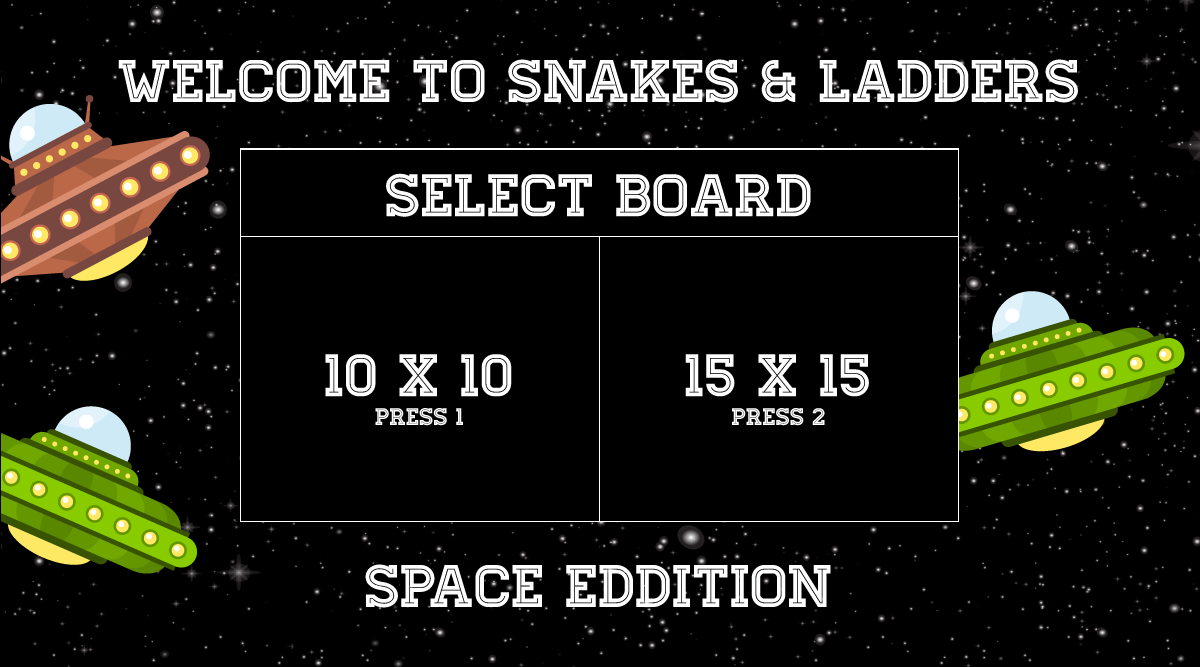 WELCOME TO SNAKES & LADDERS
SELECT BOARD
10 X 10
PRESS 1
15 X 15
PRESS 2
SPACE EDDITION